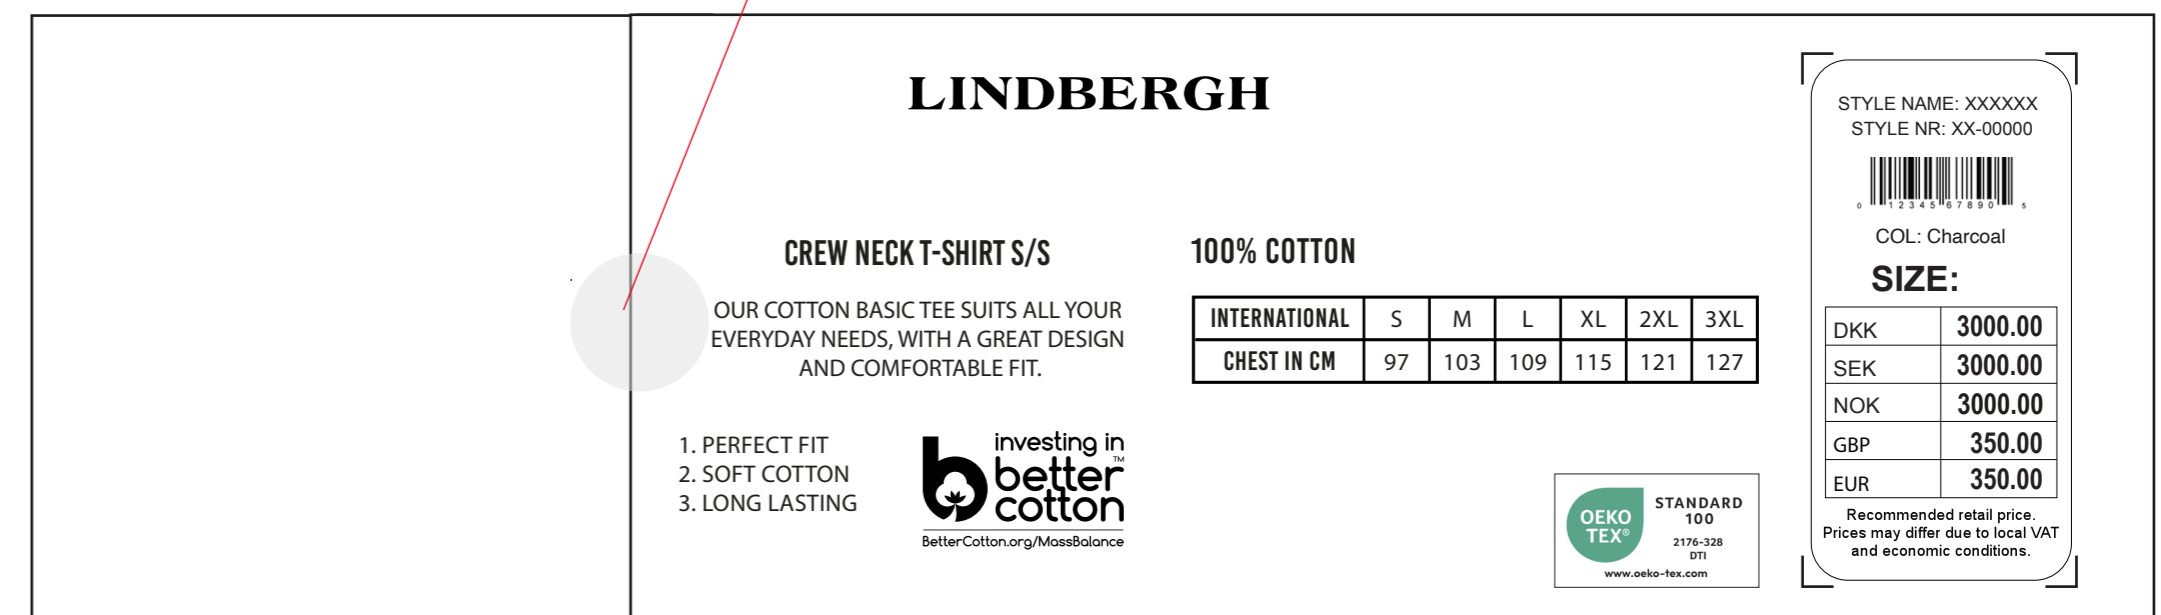 LINDBERGH
CREW NECK T-SHIRT S/S
OUR COTTON BASIC TEE SUITS ALL YOUR
EVERYDAY NEEDS, WITH A GREAT DESIGN
AND COMFORTABLE FIT.
1. PERFECT FIT
2. SOFT COTTON
3. LONG LASTING
investing in
better™
cotton
BetterCotton.org/MassBalance
100% COTTON
INTERNATIONAL S M L XL 2XL 3XL
CHEST IN CM 97 103 109 115 121 127
OEKO
TEX®
STANDARD
100
2176-328
DTI
www.oeko-tex.com
STYLE NAME: XXXXXX
STYLE NR: XX-00000
0 12345 67890 5
COL: Charcoal
SIZE:
DKK 3000.00
SEK 3000.00
NOK 3000.00
GBP 350.00
EUR 350.00
Recommended retail price.
Prices may differ due to local VAT
and economic conditions.